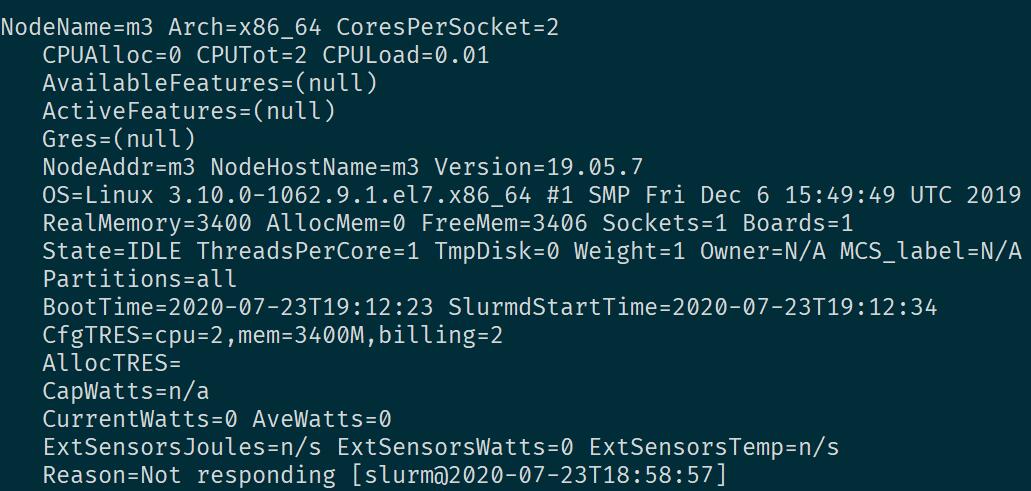 NodeName=m3 Arch=x86_64 CoresPerSocket=2
CPUAlloc=0 CPUTot=2 CPULoad=0.01
AvailableFeatures=(null)
ActiveFeatures=(null)
Gres=(null)
NodeAddr=m3 NodeHostName=m3 Version=19.05.7
OS=Linux 3.10.0-1062.9.1.el7.x86_64 #1 SMP Fri Dec 6 15:49:49 UTC 2019
RealMemory=3400 AllocMem=0 FreeMem=3406 Sockets=1 Boards=1
State=IDLE ThreadsPerCore=1 TmpDisk=0 Weight=1 Owner=N/A MCS_label=N/A
Partitions=all
BootTime=2020-07-23T19:12:23 SlurmdStartTime=2020-07-23T19:12:34
CfgTRES=cpu=2,mem=3400M,billing=2
AllocTRES=
CapWatts=n/a
CurrentWatts=0 AveWatts=0
ExtSensorsJoules=n/s ExtSensorsWatts=0 ExtSensorsTemp=n/s
Reason=Not responding [slurm@2020-07-23T18:58:57]